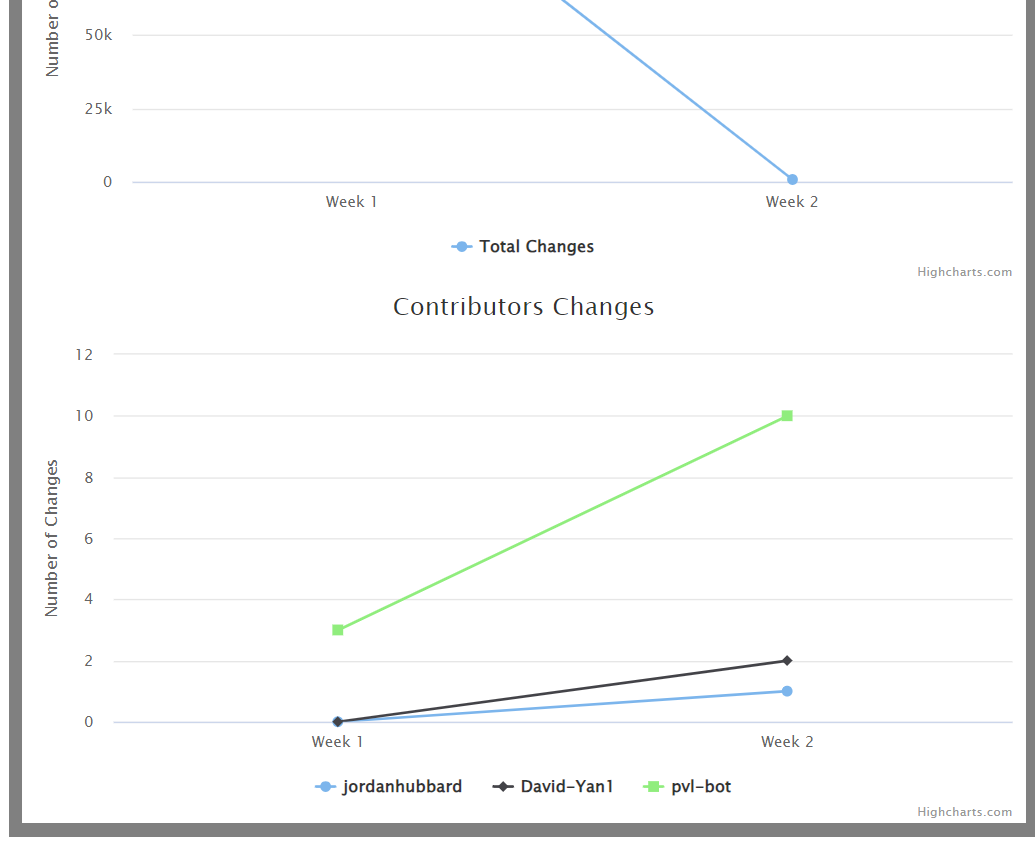 Number o
50k
25k
0
Week 1 Week 2
Total Changes
Highcharts.com
Contributors Changes
Number of Changes
12
10
8
6
4
2
0
Week 1 Week 2
jordanhubbard David-Yan1 pvl-bot
Highcharts.com